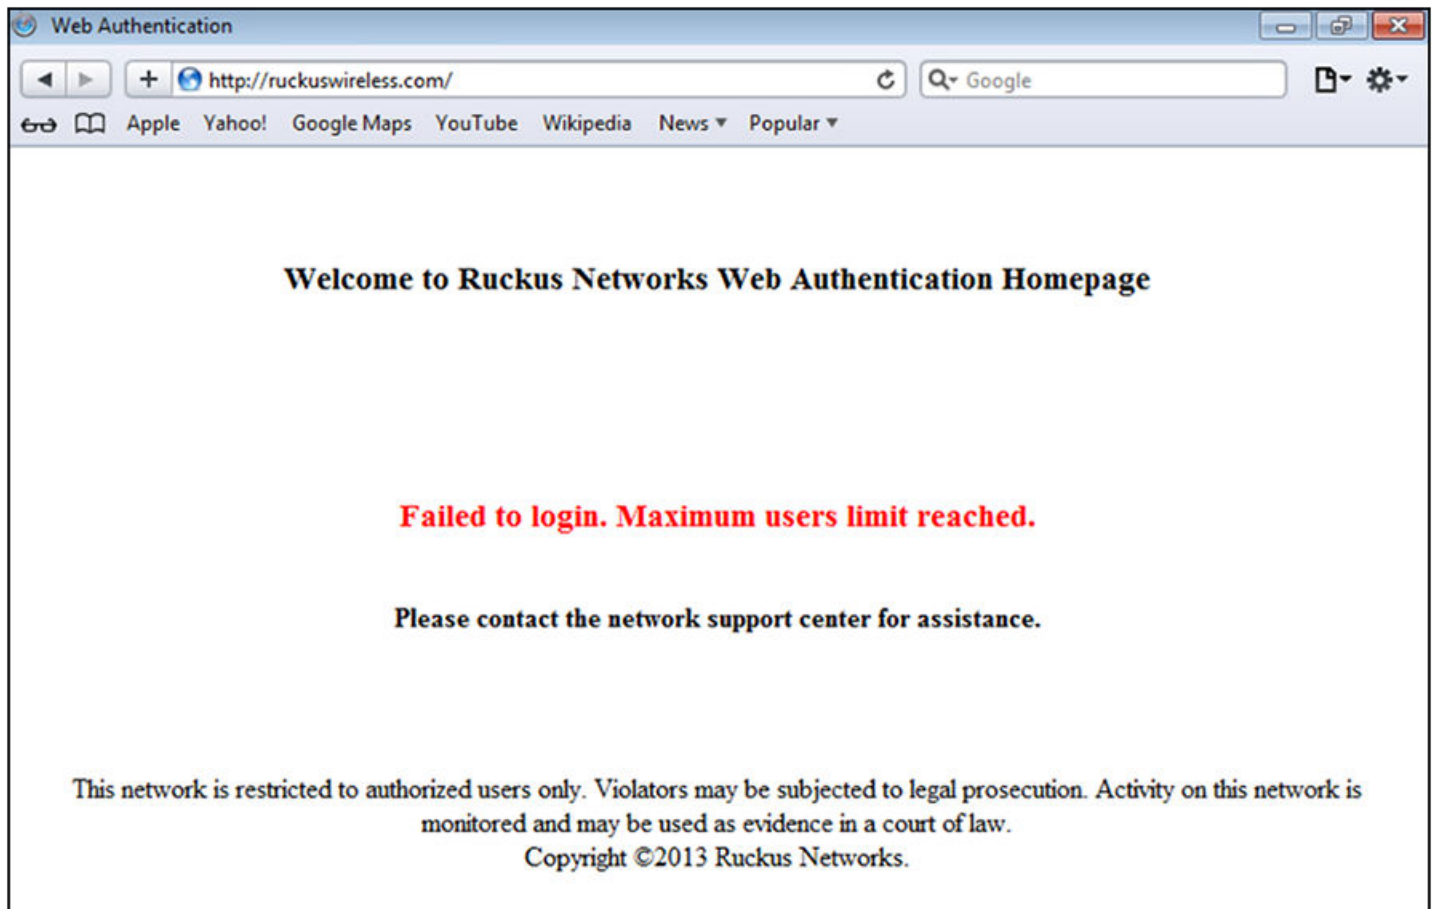 Web Authentication
http://ruckuswireless.com/ Google
Apple Yahoo! Google Maps YouTube Wikipedia News Popular
Welcome to Ruckus Networks Web Authentication Homepage
Failed to login. Maximum users limit reached.
Please contact the network support center for assistance.
This network is restricted to authorized users only. Violators may be subjected to legal prosecution. Activity on this network is
monitored and may be used as evidence in a court of law.
Copyright ©2013 Ruckus Networks.